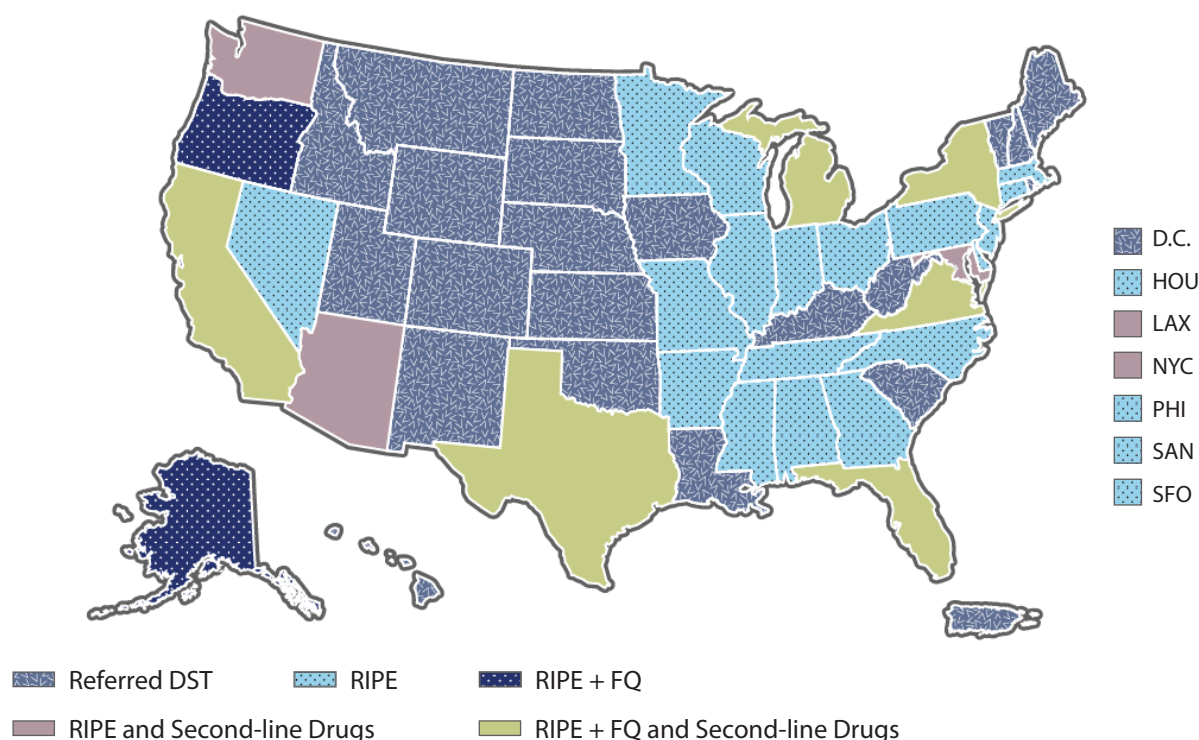 D.C.
HOU
LAX
NYC
PHI
SAN
SFO
Referred DST
RIPE
RIPE + FQ
RIPE and Second-line Drugs
RIPE + FQ and Second-line Drugs